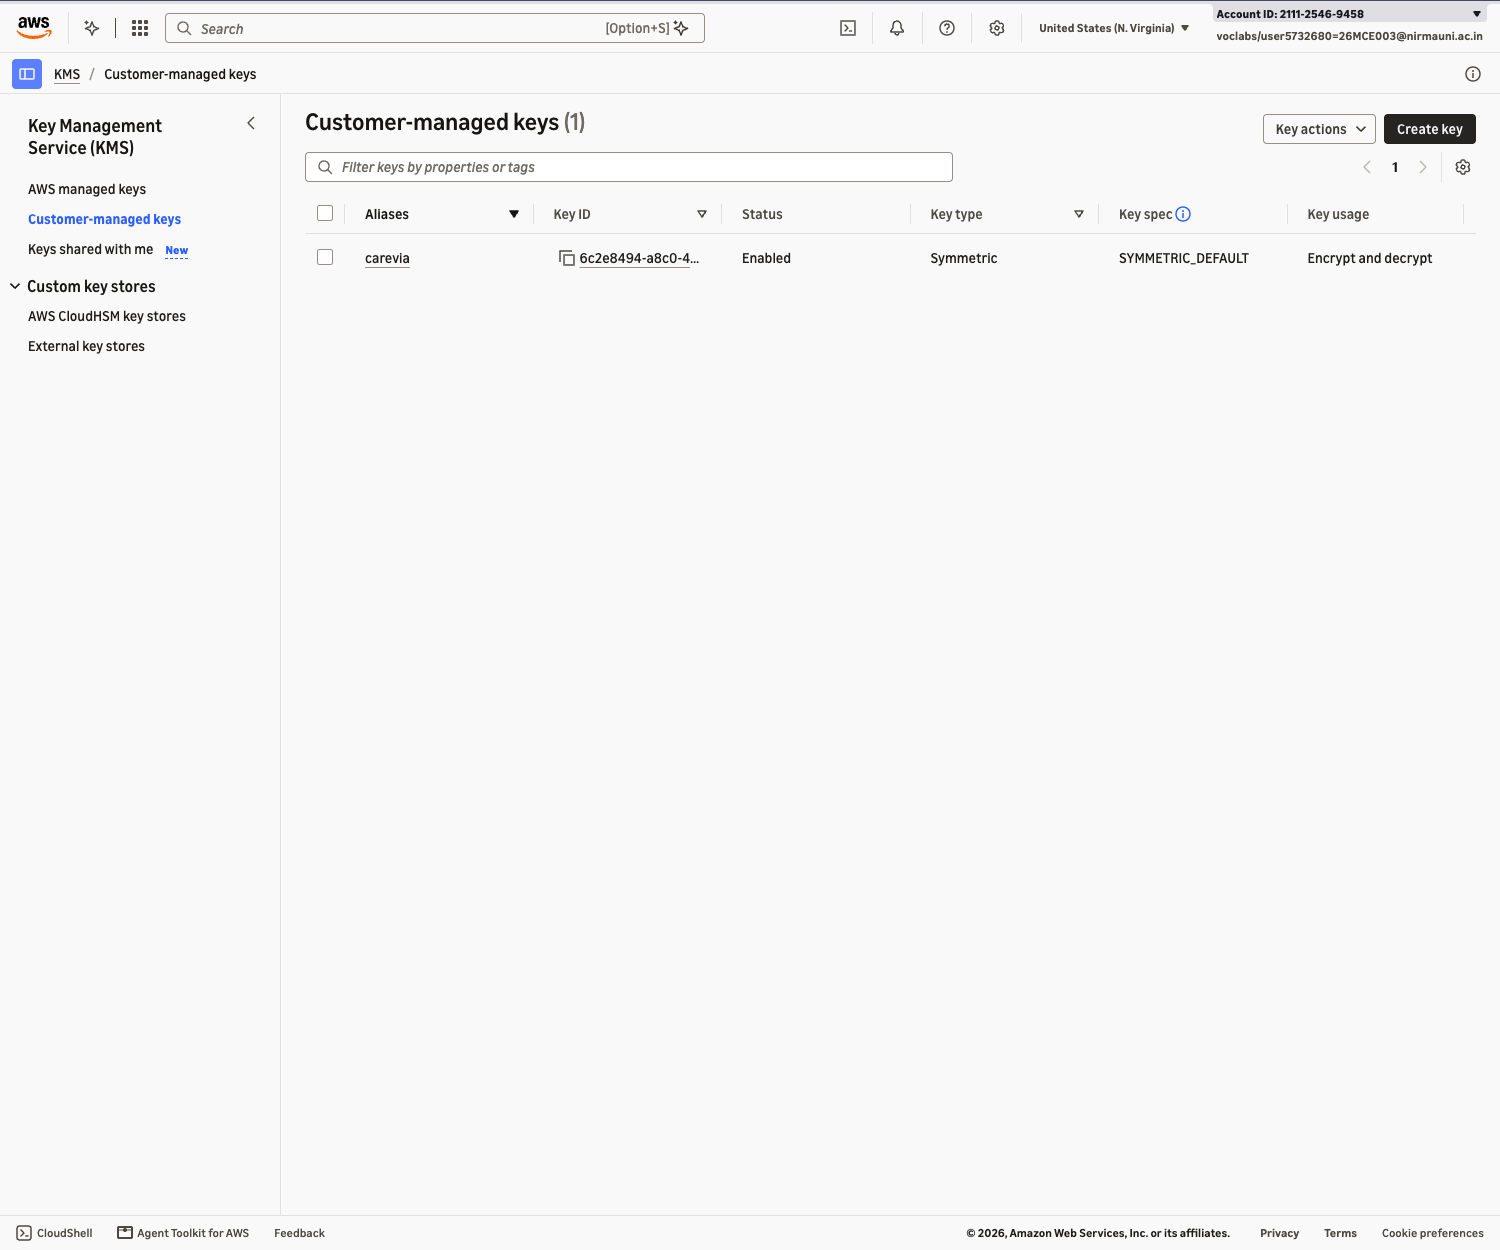 aws
Search [Option+S]
United States (N. Virginia)
Account ID: 2111-2546-9458
voclabs/user5732680=26MCE003@nirmauni.ac.in
KMS / Customer-managed keys
Key Management
Service (KMS)
AWS managed keys
Customer-managed keys
Keys shared with me New
Custom key stores
AWS CloudHSM key stores
External key stores
Customer-managed keys (1)
Key actions
Create key
Filter keys by properties or tags
1
Aliases Key ID Status Key type Key spec Key usage
carevia 6c2e8494-a8c0-4... Enabled Symmetric SYMMETRIC_DEFAULT Encrypt and decrypt
CloudShell Agent Toolkit for AWS Feedback © 2026, Amazon Web Services, Inc. or its affiliates. Privacy Terms Cookie preferences